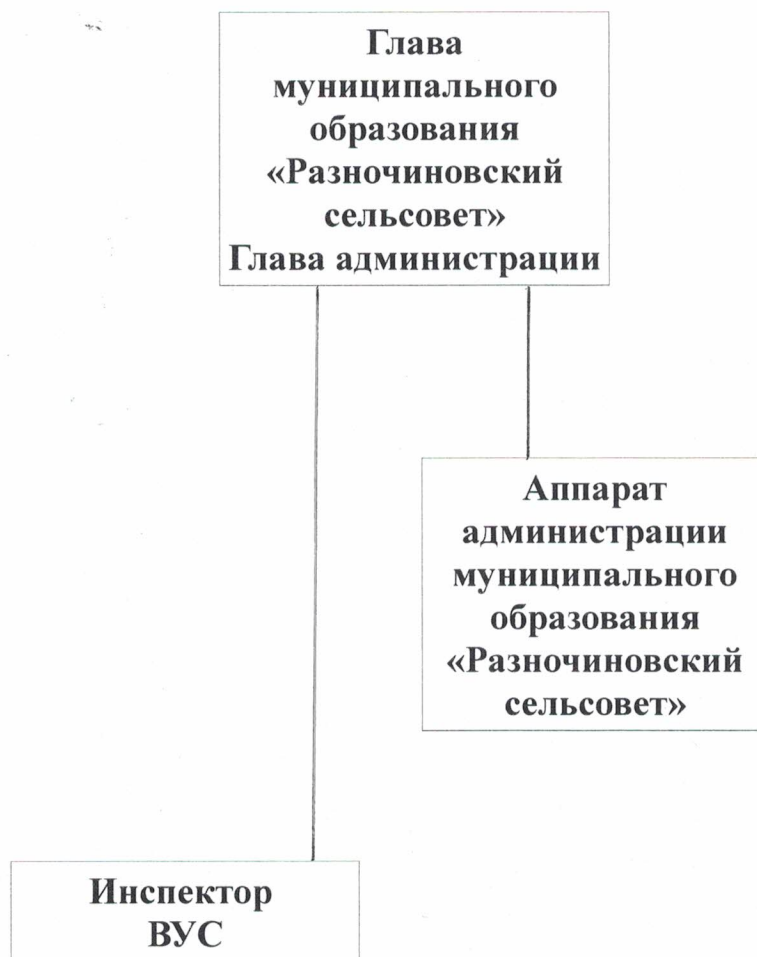 Глава
муниципального
образования
«Разночиновский
сельсовет»
Глава администрации
Аппарат
администрации
муниципального
образования
«Разночиновский
сельсовет»
Инспектор
ВУС